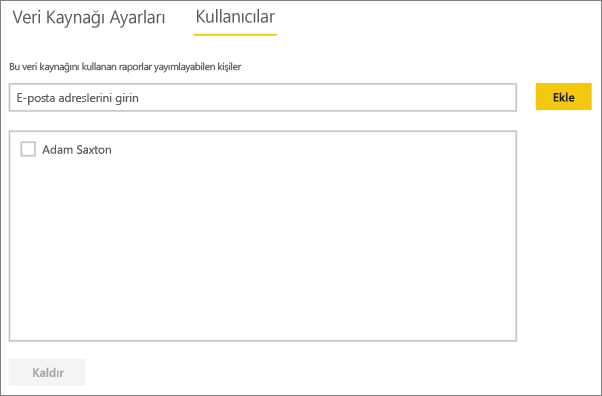 Veri Kaynağı Ayarları Kullanıcılar
Bu veri kaynağını kullanan raporlar yayımlayabilen kişiler
E-posta adreslerini girin Ekle
Adam Saxton
Kaldır